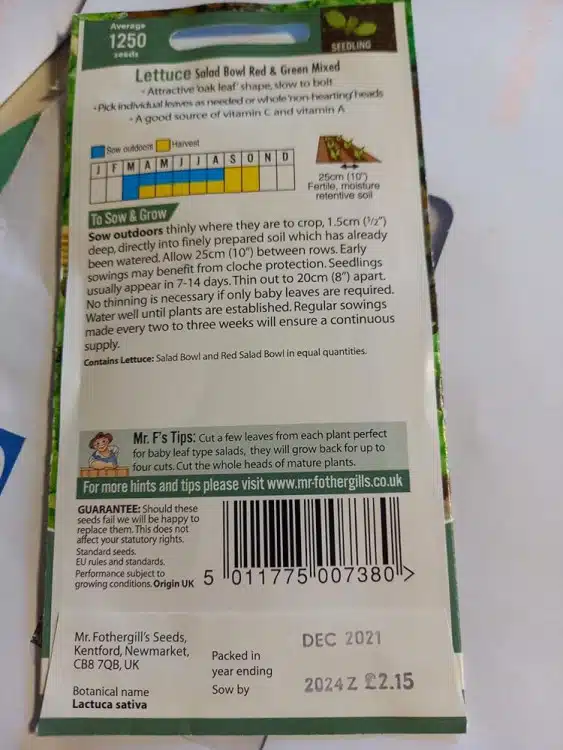 Average
1250
seeds
SEEDLING
Lettuce Salad Bowl Red & Green Mixed
• Attractive 'oak leaf' shape, slow to bolt
• Pick individual leaves as needed or whole 'non-hearting' heads
• A good source of vitamin C and vitamin A
Sow outdoors Harvest
J F M A M J J A S O N D
25cm (10")
Fertile, moisture
retentive soil
To Sow & Grow
Sow outdoors thinly where they are to crop, 1.5cm (½")
deep, directly into finely prepared soil which has already
been watered. Allow 25cm (10") between rows. Early
sowings may benefit from cloche protection. Seedlings
usually appear in 7-14 days. Thin out to 20cm (8") apart.
No thinning is necessary if only baby leaves are required.
Water well until plants are established. Regular sowings
made every two to three weeks will ensure a continuous
supply.
Contains Lettuce: Salad Bowl and Red Salad Bowl in equal quantities.
Mr. F's Tips: Cut a few leaves from each plant perfect
for baby leaf type salads, they will grow back for up to
four cuts. Cut the whole heads of mature plants.
For more hints and tips please visit www.mr-fothergills.co.uk
GUARANTEE: Should these
seeds fail we will be happy to
replace them. This does not
affect your statutory rights.
Standard seeds.
EU rules and standards.
Performance subject to
growing conditions. Origin UK
5 011775 007380 >
Mr. Fothergill's Seeds,
Kentford, Newmarket,
CB8 7QB, UK
Botanical name
Lactuca sativa
Packed in
year ending
DEC 2021
Sow by
2024Z £2.15